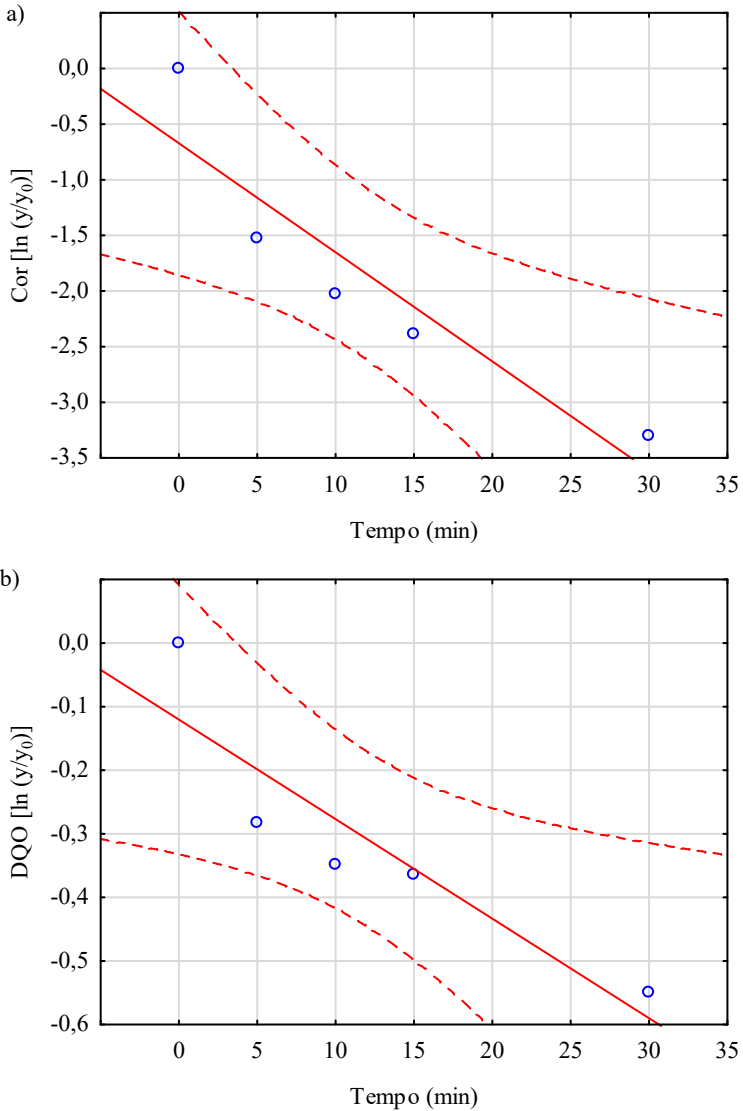 a)
0,0
-0,5
-1,0
-1,5
-2,0
-2,5
-3,0
-3,5
Cor [ln (y/y0)]
0 5 10 15 20 25 30 35
Tempo (min)
b)
0,0
-0,1
-0,2
-0,3
-0,4
-0,5
-0,6
DQO [ln (y/y0)]
0 5 10 15 20 25 30 35
Tempo (min)